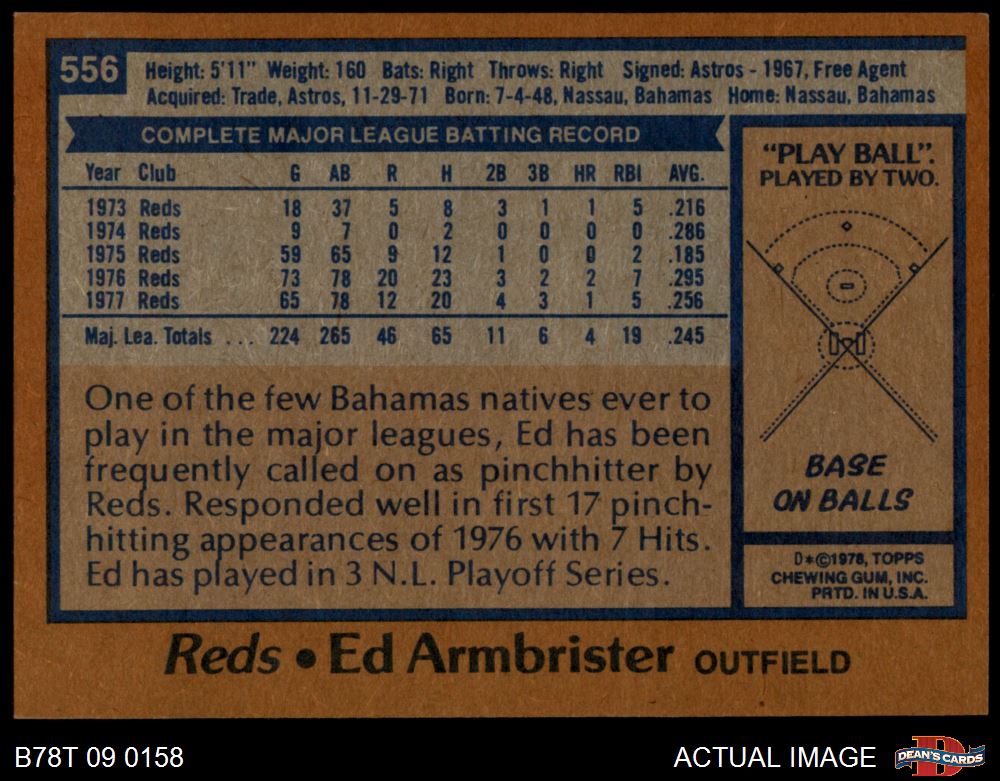 556
Height: 5'11" Weight: 160 Bats: Right Throws: Right Signed: Astros - 1967, Free Agent
Acquired: Trade, Astros, 11-29-71 Born: 7-4-48, Nassau, Bahamas Home: Nassau, Bahamas
COMPLETE MAJOR LEAGUE BATTING RECORD
Year Club G AB R H 2B 3B HR RBI AVG.
1973 Reds 18 37 5 8 3 1 1 5 .216
1974 Reds 9 7 0 2 0 0 0 0 .286
1975 Reds 59 65 9 12 1 0 0 2 .185
1976 Reds 73 78 20 23 3 2 2 7 .295
1977 Reds 65 78 12 20 4 3 1 5 .256
Maj. Lea. Totals ... 224 265 46 65 11 6 4 19 .245
One of the few Bahamas natives ever to
play in the major leagues, Ed has been
frequently called on as pinchhitter by
Reds. Responded well in first 17 pinch-
hitting appearances of 1976 with 7 Hits.
Ed has played in 3 N.L. Playoff Series.
"PLAY BALL".
PLAYED BY TWO.
BASE
ON BALLS
D*©1978, TOPPS
CHEWING GUM, INC.
PRTD. IN U.S.A.
Reds • Ed Armbrister OUTFIELD
B78T 09 0158
ACTUAL IMAGE
D
DEAN'S CARDS